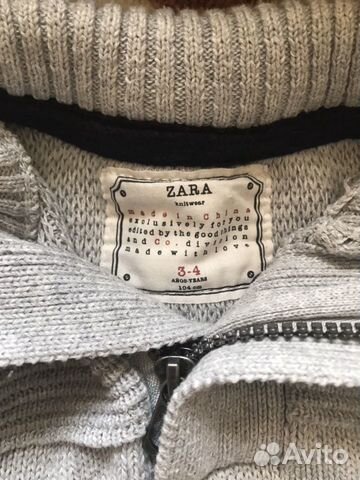 ZARA
knitwear
made in China
exclusively for you
edited by the good things
and Co. division
made with love
3-4
AÑOS-YEARS
104 cm
Avito